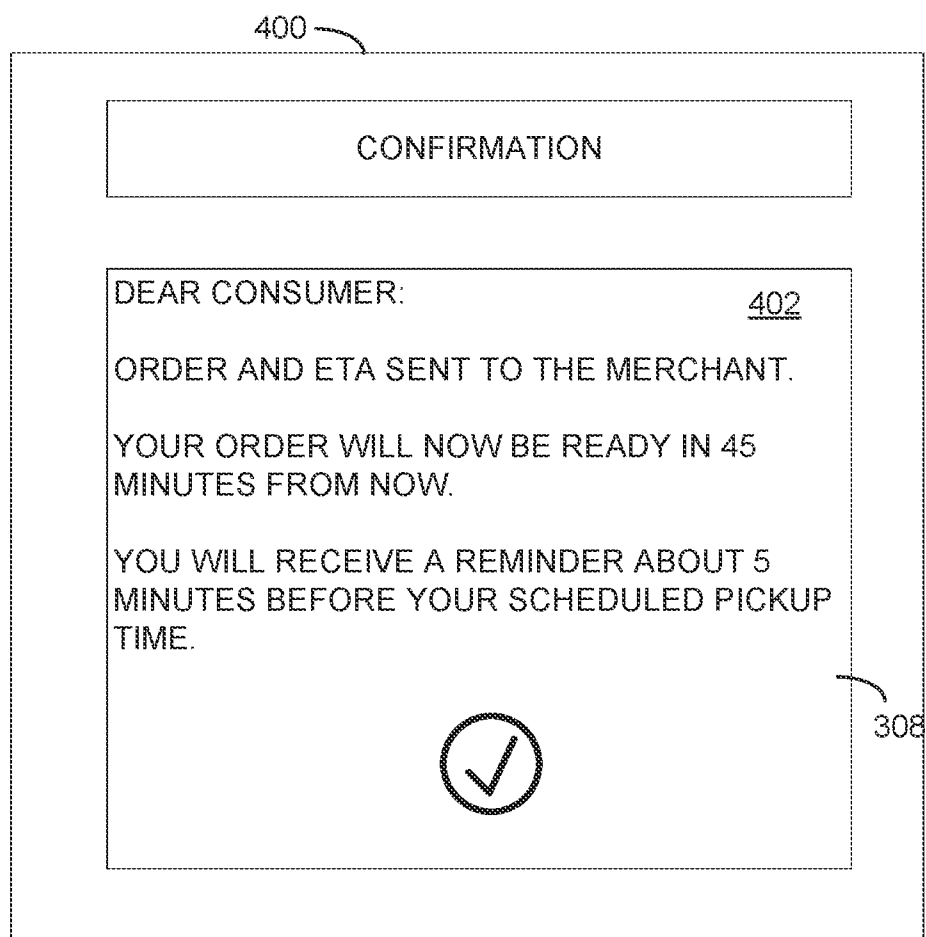 400
CONFIRMATION
DEAR CONSUMER:
402
ORDER AND ETA SENT TO THE MERCHANT.
YOUR ORDER WILL NOW BE READY IN 45
MINUTES FROM NOW.
YOU WILL RECEIVE A REMINDER ABOUT 5
MINUTES BEFORE YOUR SCHEDULED PICKUP
TIME.
308